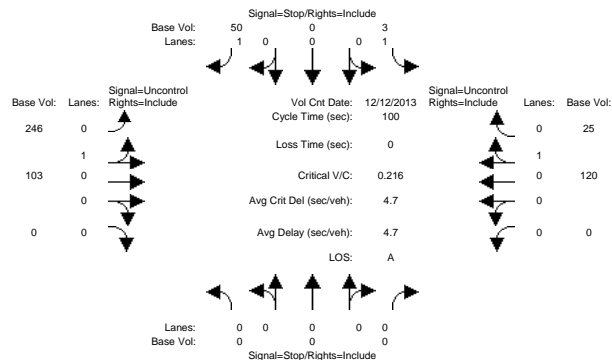 Signal=Stop/Rights=Include
Base Vol: 50 0 3
Lanes: 1 0 0 0 1
Signal=Uncontrol
Base Vol: Lanes: Rights=Include
Vol Cnt Date: 12/12/2013
Signal=Uncontrol
Rights=Include Lanes: Base Vol:
Cycle Time (sec): 100
246 0
0 25
Loss Time (sec): 0
1
1
103 0
Critical V/C: 0.216
0 120
0
Avg Crit Del (sec/veh): 4.7
0
0 0
Avg Delay (sec/veh): 4.7
0 0
LOS: A
Lanes: 0 0 0 0 0
Base Vol: 0 0 0
Signal=Stop/Rights=Include